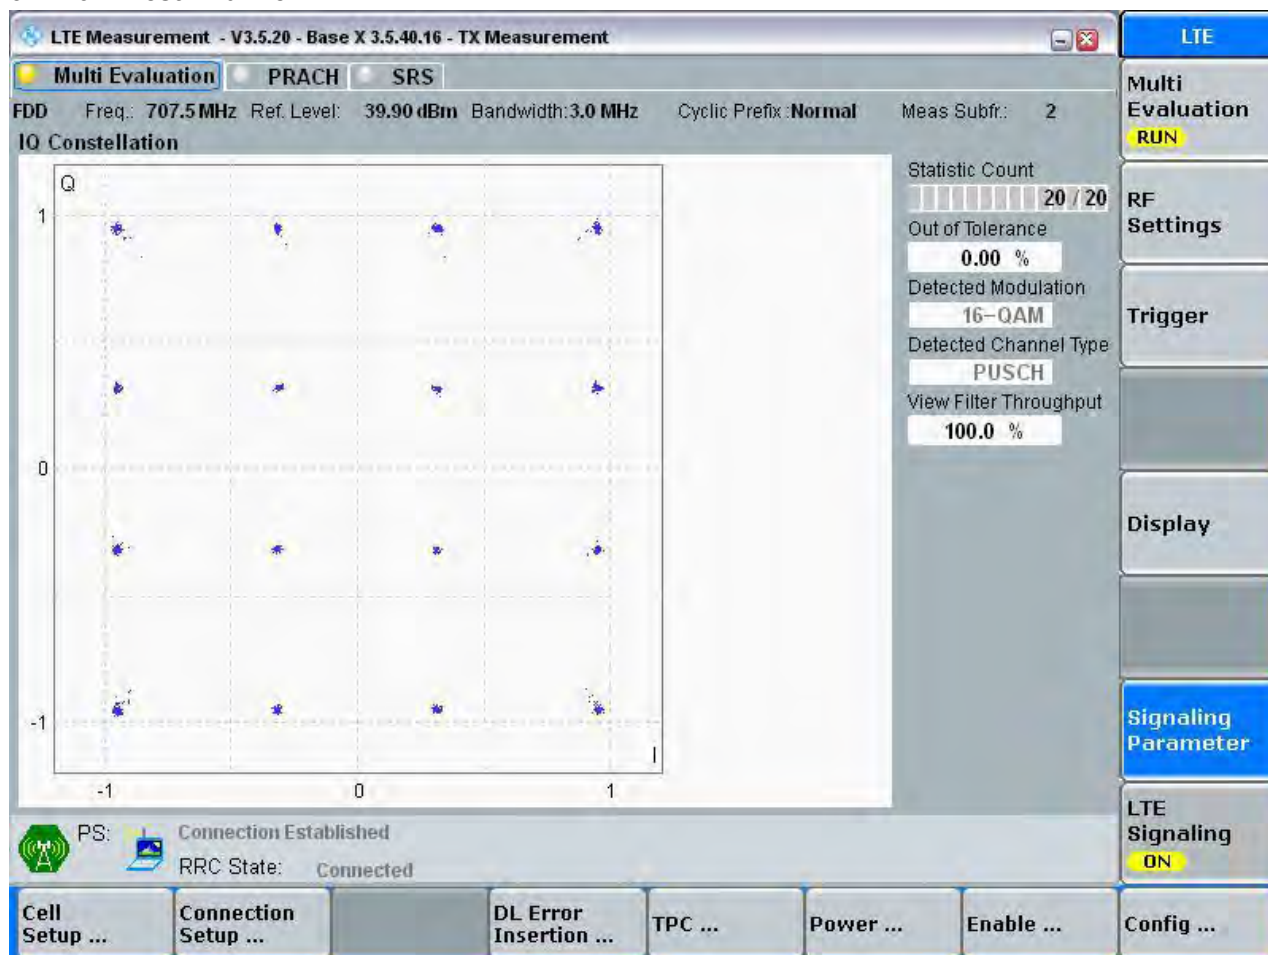 LTE Measurement - V3.5.20 - Base X 3.5.40.16 - TX Measurement
LTE
Multi Evaluation PRACH SRS
FDD Freq.: 707.5 MHz Ref. Level: 39.90 dBm Bandwidth: 3.0 MHz Cyclic Prefix: Normal Meas Subfr.: 2
IQ Constellation
Q
1
0
-1
I
-1 0 1
Statistic Count
20 / 20
Out of Tolerance
0.00 %
Detected Modulation
16-QAM
Detected Channel Type
PUSCH
View Filter Throughput
100.0 %
Multi
Evaluation
RUN
RF
Settings
Trigger
Display
Signaling
Parameter
LTE
Signaling
ON
PS: Connection Established
RRC State: Connected
Cell
Setup ...
Connection
Setup ...
DL Error
Insertion ...
TPC ...
Power ...
Enable ...
Config ...